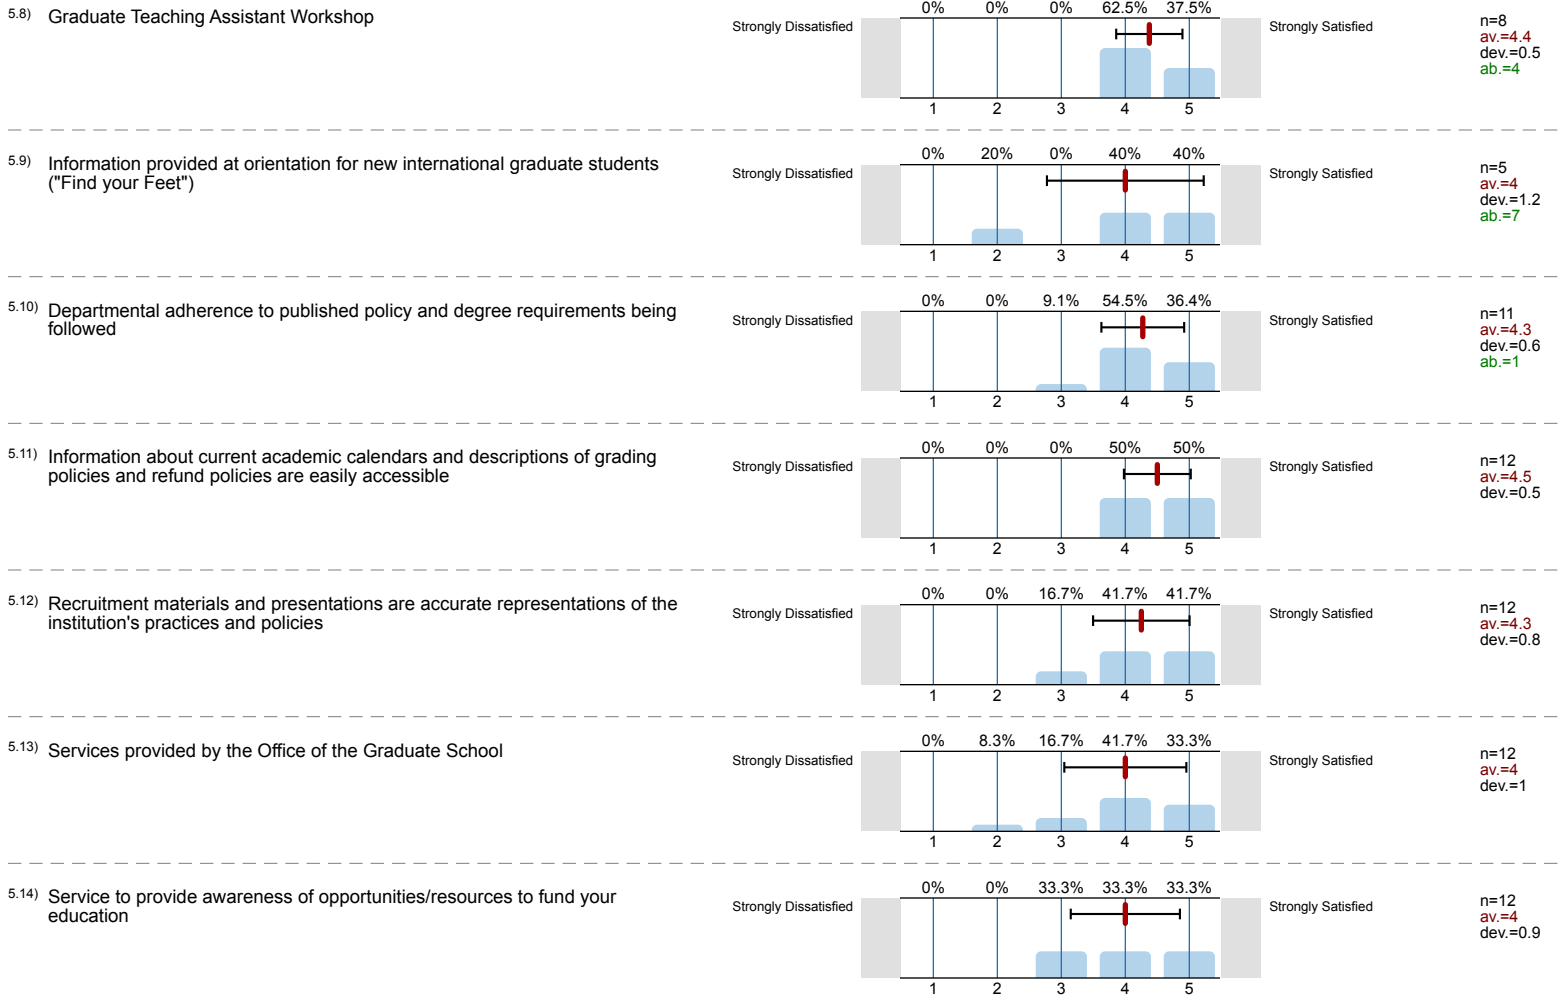 5.8) Graduate Teaching Assistant Workshop
0% 0% 0% 62.5% 37.5%
Strongly Dissatisfied
Strongly Satisfied
n=8
av.=4.4
dev.=0.5
ab.=4
1 2 3 4 5
5.9) Information provided at orientation for new international graduate students
("Find your Feet")
0% 20% 0% 40% 40%
Strongly Dissatisfied
Strongly Satisfied
n=5
av.=4
dev.=1.2
ab.=7
1 2 3 4 5
5.10) Departmental adherence to published policy and degree requirements being
followed
0% 0% 9.1% 54.5% 36.4%
Strongly Dissatisfied
Strongly Satisfied
n=11
av.=4.3
dev.=0.6
ab.=1
1 2 3 4 5
5.11) Information about current academic calendars and descriptions of grading
policies and refund policies are easily accessible
0% 0% 0% 50% 50%
Strongly Dissatisfied
Strongly Satisfied
n=12
av.=4.5
dev.=0.5
1 2 3 4 5
5.12) Recruitment materials and presentations are accurate representations of the
institution's practices and policies
0% 0% 16.7% 41.7% 41.7%
Strongly Dissatisfied
Strongly Satisfied
n=12
av.=4.3
dev.=0.8
1 2 3 4 5
5.13) Services provided by the Office of the Graduate School
0% 8.3% 16.7% 41.7% 33.3%
Strongly Dissatisfied
Strongly Satisfied
n=12
av.=4
dev.=1
1 2 3 4 5
5.14) Service to provide awareness of opportunities/resources to fund your
education
0% 0% 33.3% 33.3% 33.3%
Strongly Dissatisfied
Strongly Satisfied
n=12
av.=4
dev.=0.9
1 2 3 4 5